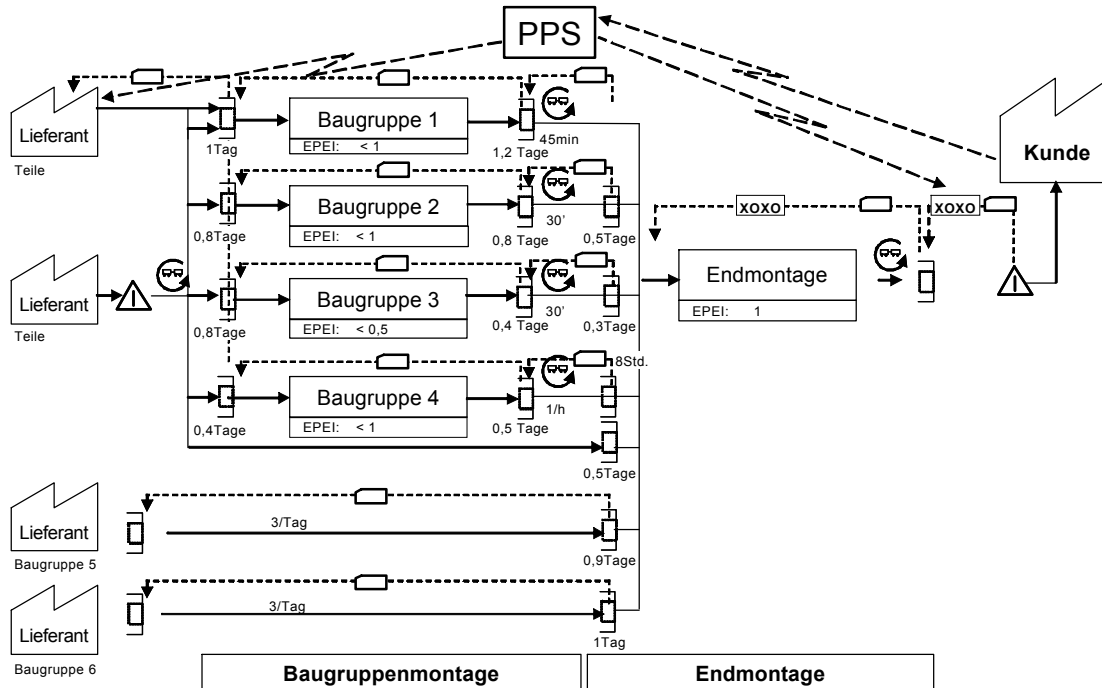 PPS
Lieferant
Teile
1Tag
Baugruppe 1
EPEI: < 1
1,2 Tage
45min
Kunde
0,8Tage
Baugruppe 2
EPEI: < 1
0,8 Tage
30'
0,5Tage
XOXO
XOXO
Lieferant
Teile
0,8Tage
Baugruppe 3
EPEI: < 0,5
0,4 Tage
30'
0,3Tage
Endmontage
EPEI: 1
0,4Tage
Baugruppe 4
EPEI: < 1
0,5 Tage
1/h
8Std.
0,5Tage
Lieferant
Baugruppe 5
3/Tag
0,9Tage
Lieferant
Baugruppe 6
3/Tag
1Tag
Baugruppenmontage
Endmontage